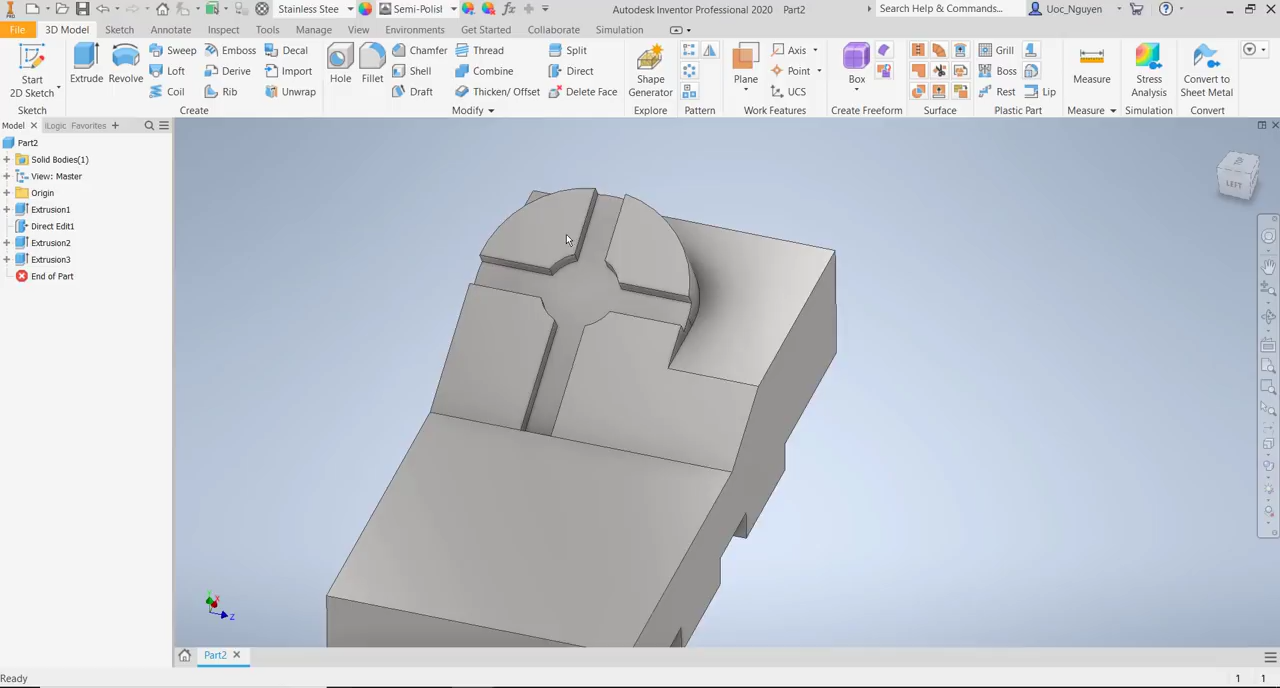 Stainless Stee
Semi-Polish
Autodesk Inventor Professional 2020 Part2
Search Help & Commands...
Uoc_Nguyen
File 3D Model Sketch Annotate Inspect Tools Manage View Environments Get Started Collaborate Simulation
Start
2D Sketch
Sketch
Extrude
Revolve
Sweep Emboss Decal
Loft Derive Import
Coil Rib Unwrap
Create
Hole
Fillet
Chamfer Thread Split
Shell Combine Direct
Draft Thicken/ Offset Delete Face
Modify
Shape
Generator
Explore
Pattern
Plane
Axis
Point
UCS
Work Features
Box
Create Freeform
Surface
Grill
Boss
Rest Lip
Plastic Part
Measure
Measure
Stress
Analysis
Simulation
Convert to
Sheet Metal
Convert
Model iLogic Favorites
Part2
Solid Bodies(1)
View: Master
Origin
Extrusion1
Direct Edit1
Extrusion2
Extrusion3
End of Part
LEFT
Z
Part2
Ready
1 1